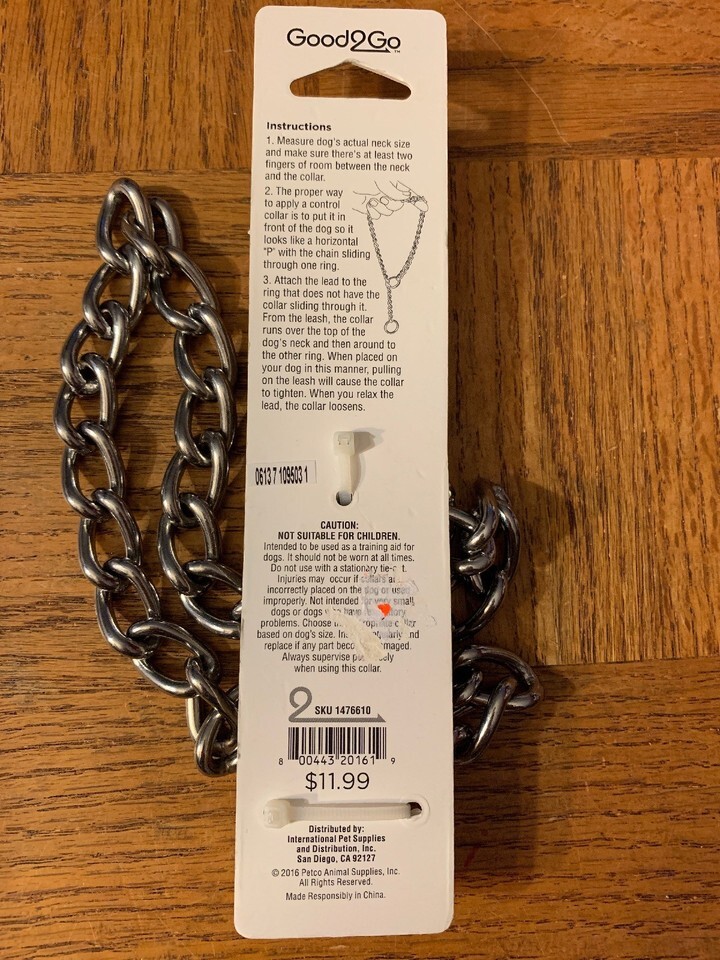 Good2Go™
Instructions
1. Measure dog's actual neck size
and make sure there's at least two
fingers of room between the neck
and the collar.
2. The proper way
to apply a control
collar is to put it in
front of the dog so it
looks like a horizontal
"P" with the chain sliding
through one ring.
3. Attach the lead to the
ring that does not have the
collar sliding through it.
From the leash, the collar
runs over the top of the
dog's neck and then around to
the other ring. When placed on
your dog in this manner, pulling
on the leash will cause the collar
to tighten. When you relax the
lead, the collar loosens.
0613 7 109503 1
CAUTION:
NOT SUITABLE FOR CHILDREN.
Intended to be used as a training aid for
dogs. It should not be worn at all times.
Do not use with a stationary
Injuries may occur if collars
incorrectly placed on the dog or used
improperly. Not intended for very small
dogs or dogs
problems. Choose
based on dog's size.
replace if any part
Always supervise
when using this collar.
2 SKU 1476610
8 00443 20161 9
$11.99
Distributed by:
International Pet Supplies
and Distribution, Inc.
San Diego, CA 92127
© 2016 Petco Animal Supplies, Inc.
All Rights Reserved.
Made Responsibly in China.